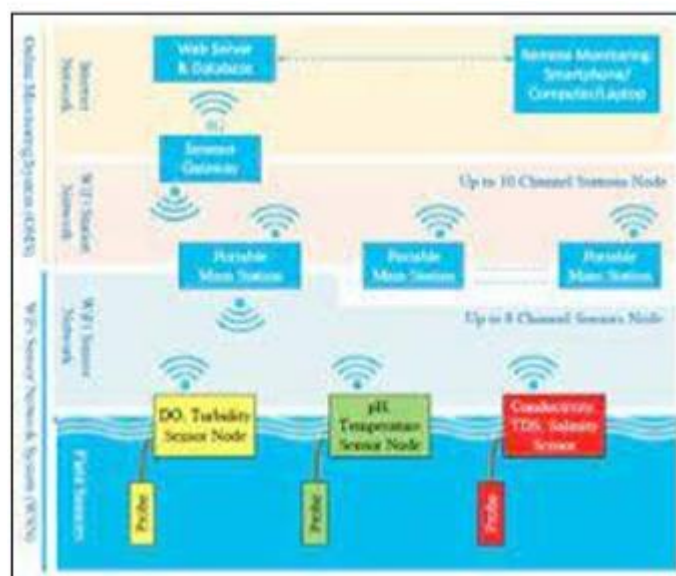 Web Server
& Database
Remote Monitoring:
Smartphone/
Computer/Laptop
Internet
Network
Sensor
Gateway
Up to 10 Channel Stations Node
WiFi Station
Network
Portable
Main Station
Portable
Main Station
Portable
Main Station
WiFi Sensor
Network
Up to 8 Channel Sensors Node
DO, Turbidity
Sensor Node
pH,
Temperature
Sensor Node
Conductivity,
TDS, Salinity
Sensor
Probe
Probe
Probe
Field Sensors
Online Monitoring System
WiFi Sensor Network System (WSN)